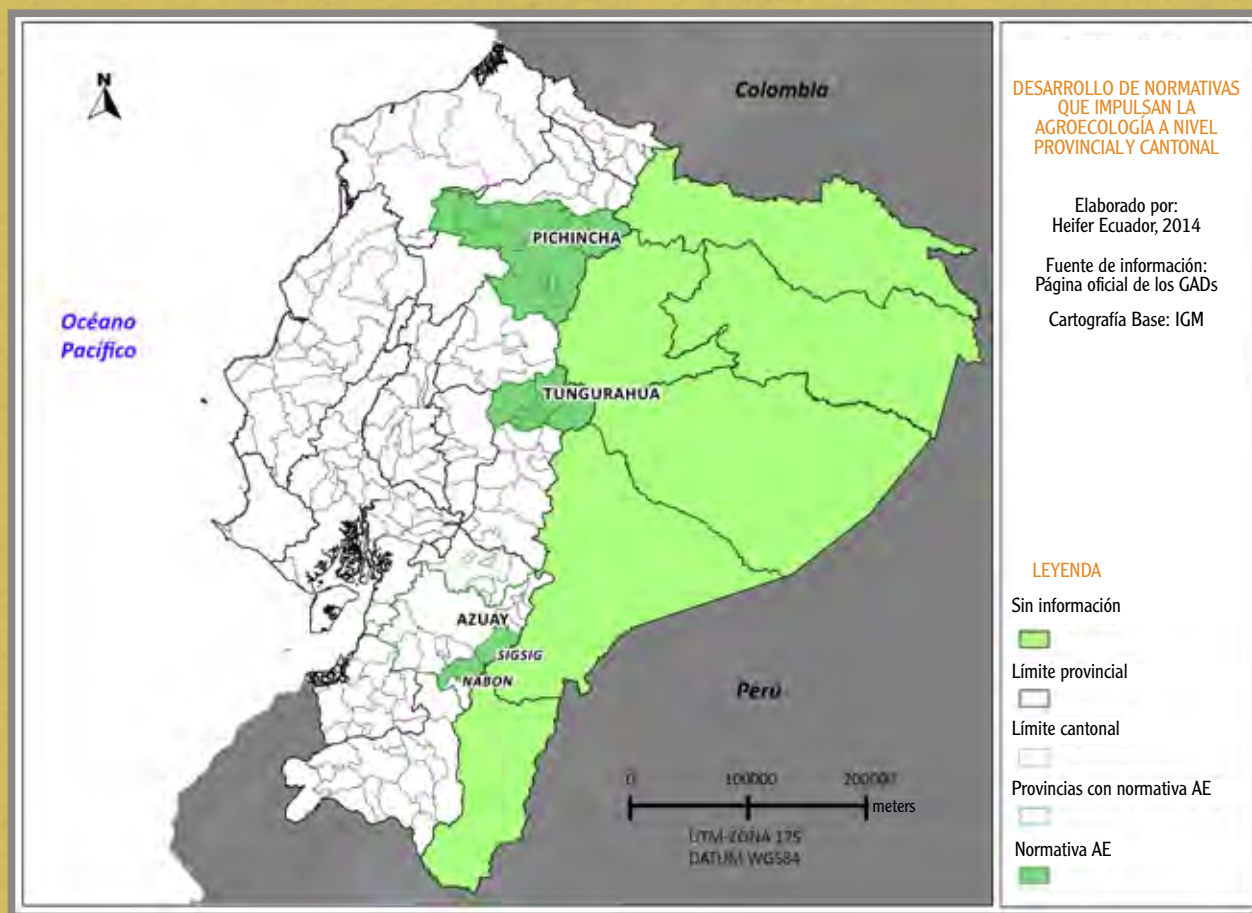 N
Colombia
Océano
Pacífico
PICHINCHA
TUNGURAHUA
AZUAY
SIGSIG
NABON
Perú
0 100000 200000
meters
UTM-ZONA 17S
DATUM WGS84
DESARROLLO DE NORMATIVAS
QUE IMPULSAN LA
AGROECOLOGÍA A NIVEL
PROVINCIAL Y CANTONAL
Elaborado por:
Heifer Ecuador, 2014
Fuente de información:
Página oficial de los GADs
Cartografía Base: IGM
LEYENDA
Sin información
Límite provincial
Límite cantonal
Provincias con normativa AE
Normativa AE